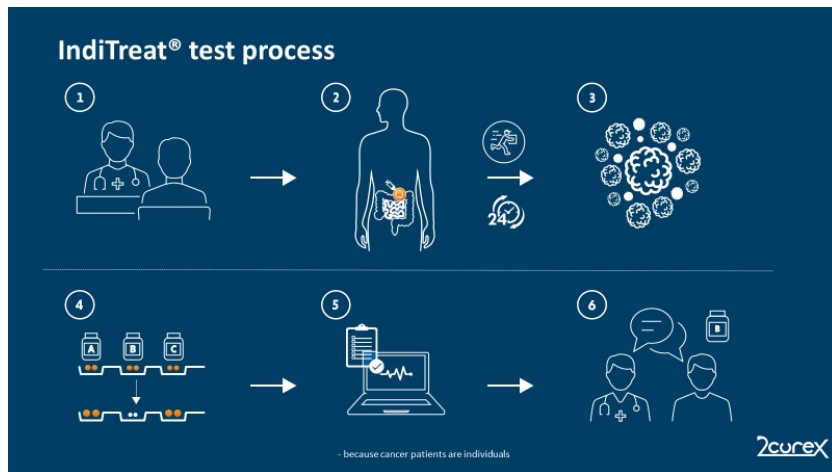 IndiTreat® test process
1
2
3
24
4
5
6
A
B
C
B
- because cancer patients are individuals
2curex